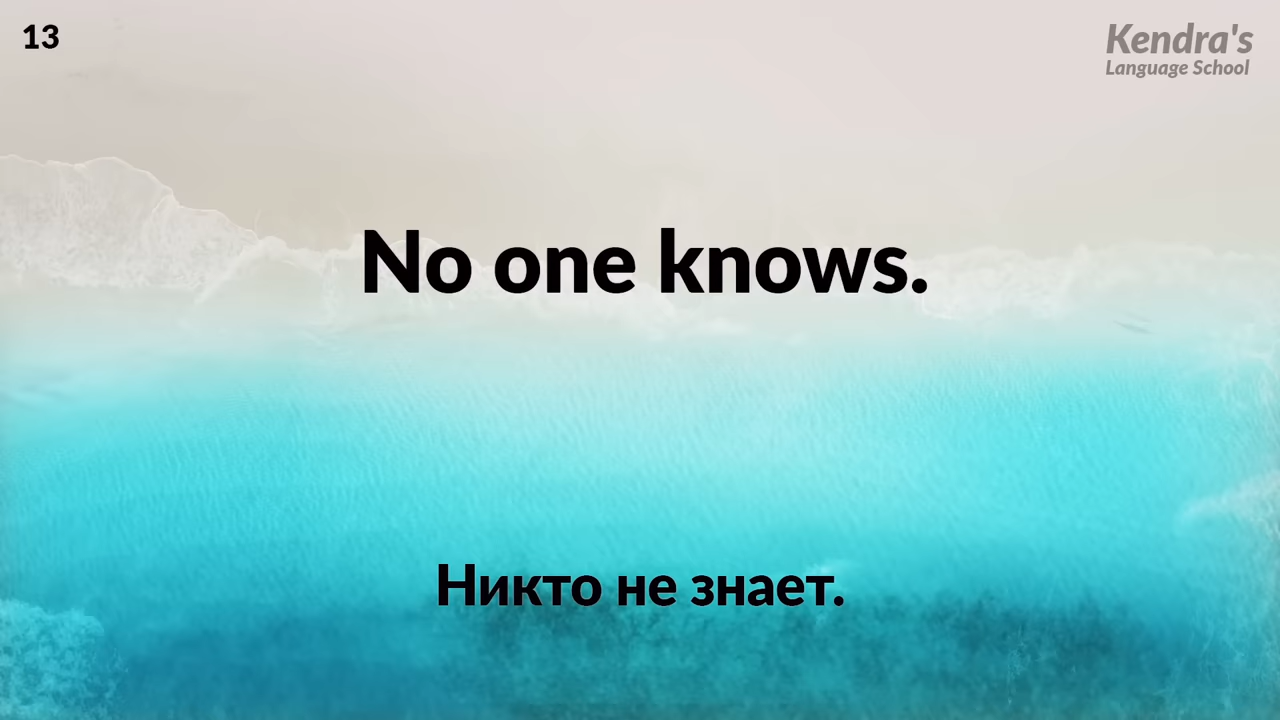 13
Kendra's
Language School
No one knows.
Никто не знает.